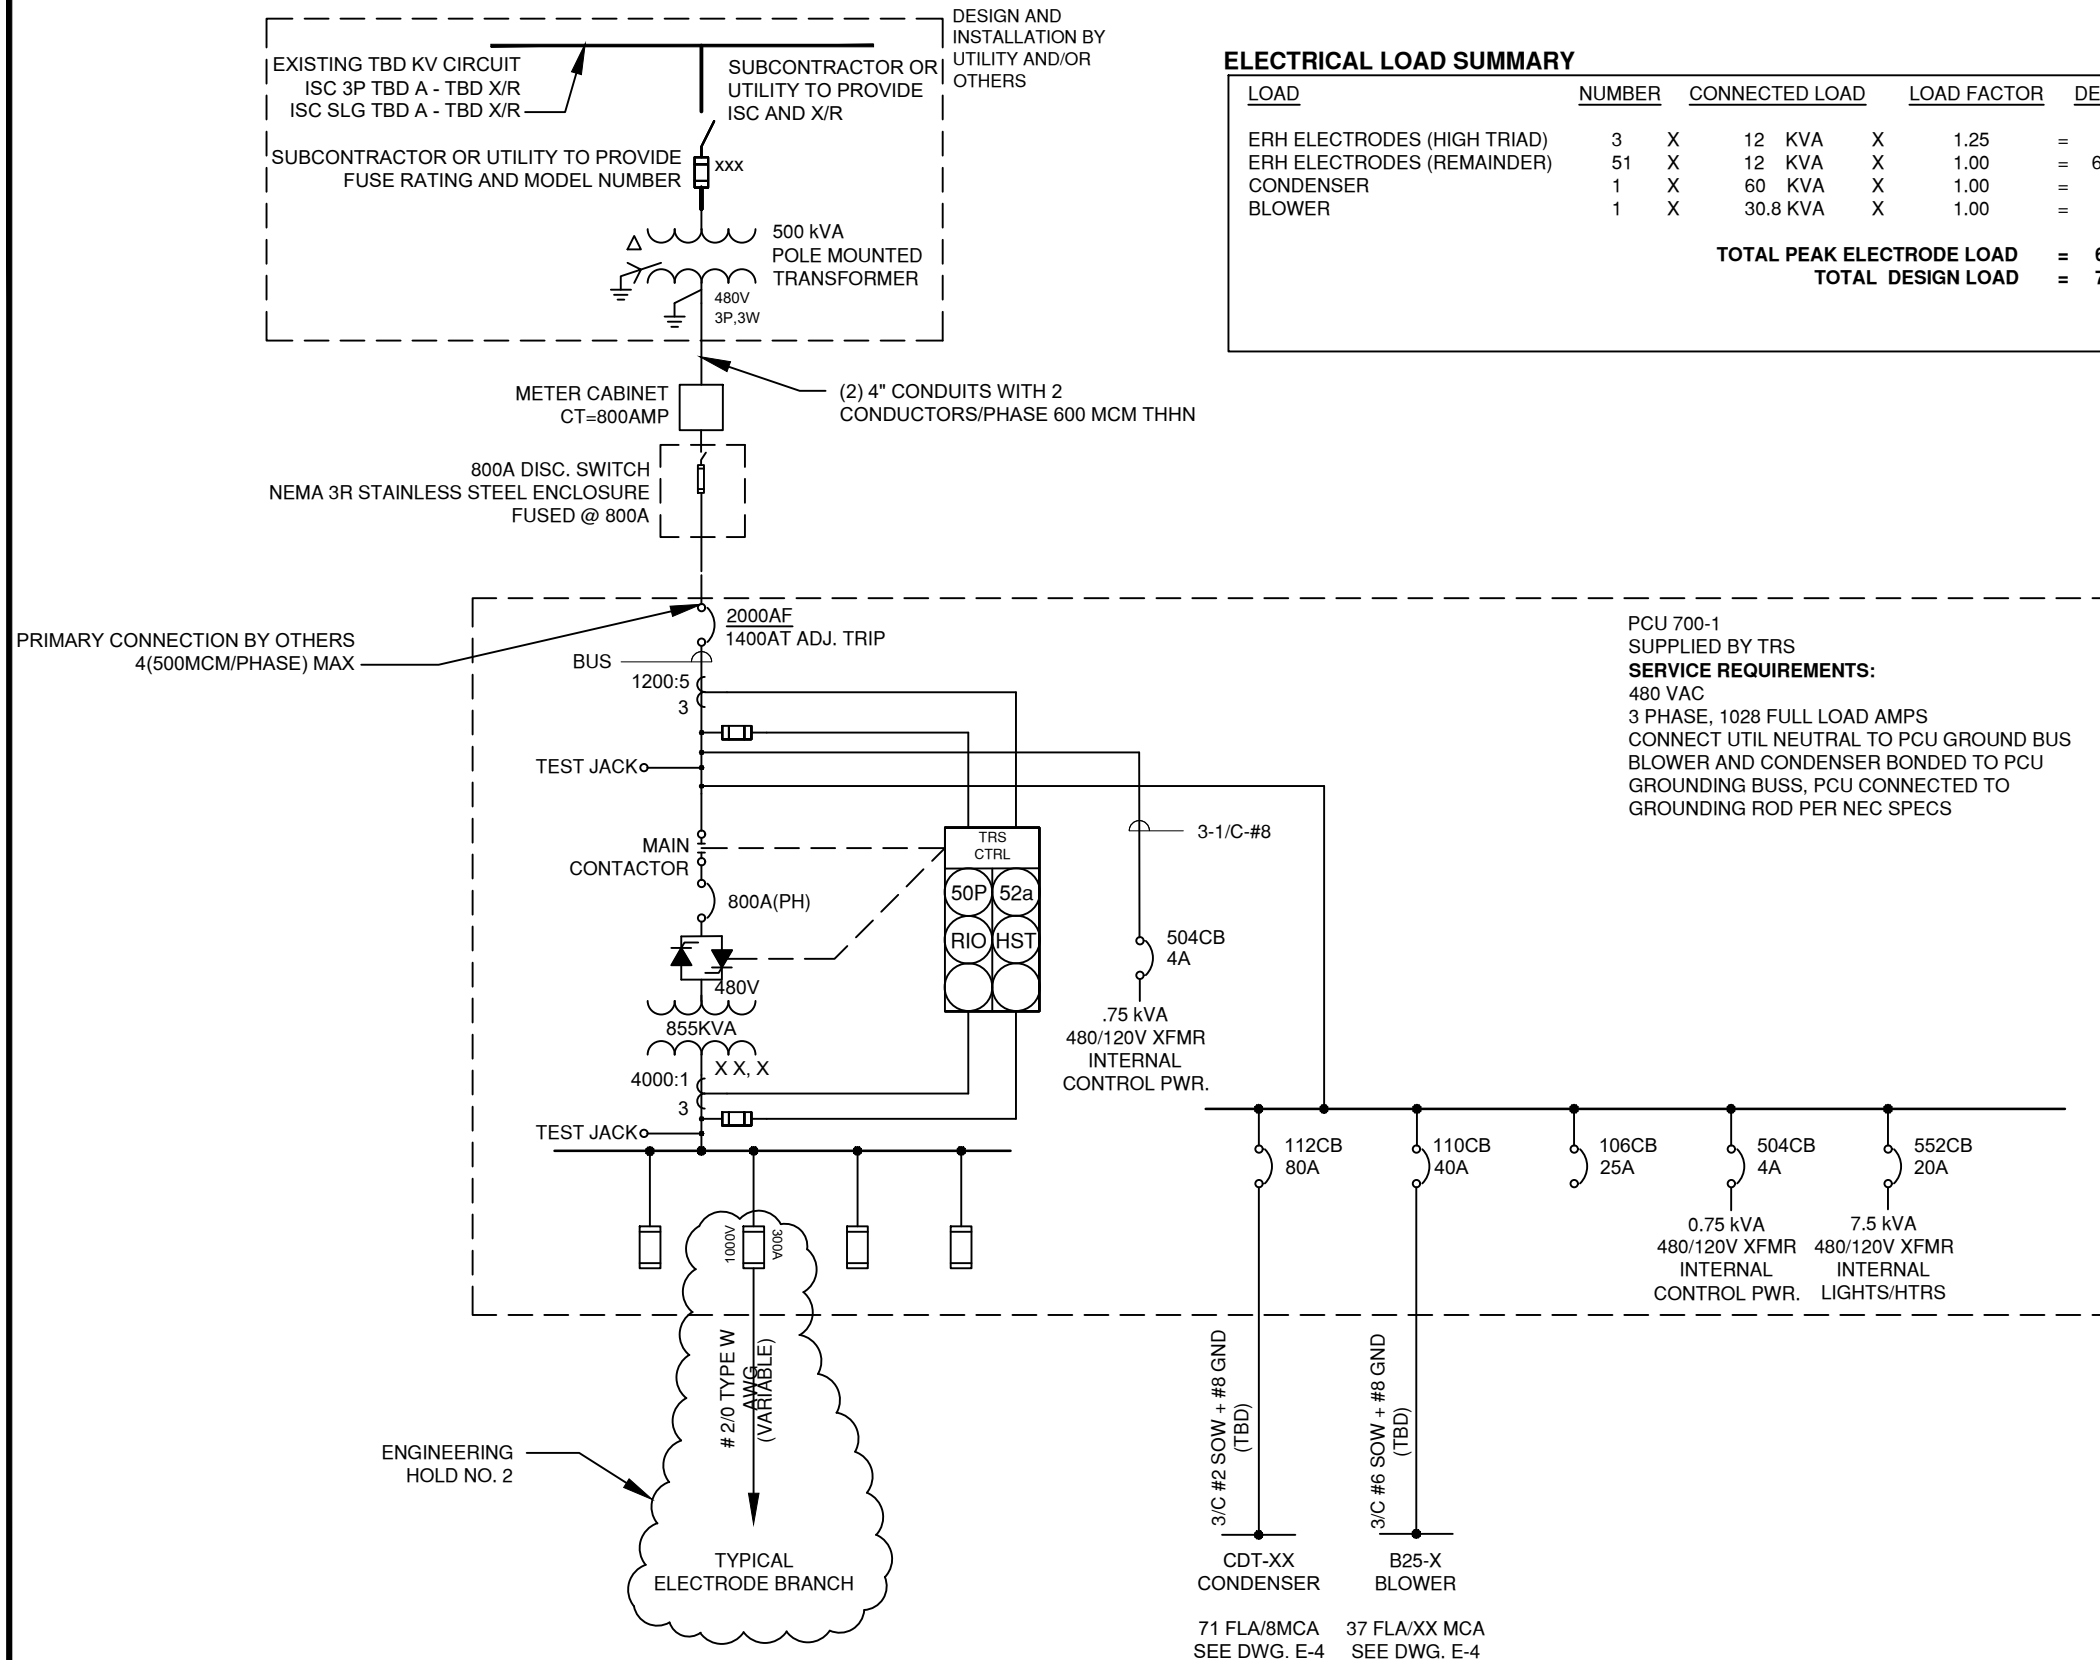 DESIGN AND
INSTALLATION BY
UTILITY AND/OR
OTHERS
EXISTING TBD KV CIRCUIT
ISC 3P TBD A - TBD X/R
ISC SLG TBD A - TBD X/R
SUBCONTRACTOR OR
UTILITY TO PROVIDE
ISC AND X/R
SUBCONTRACTOR OR UTILITY TO PROVIDE
FUSE RATING AND MODEL NUMBER
xxx
500 kVA
POLE MOUNTED
TRANSFORMER
480V
3P,3W
ELECTRICAL LOAD SUMMARY
LOAD NUMBER CONNECTED LOAD LOAD FACTOR DE
ERH ELECTRODES (HIGH TRIAD) 3 X 12 KVA X 1.25 =
ERH ELECTRODES (REMAINDER) 51 X 12 KVA X 1.00 = 6
CONDENSER 1 X 60 KVA X 1.00 =
BLOWER 1 X 30.8 KVA X 1.00 =
TOTAL PEAK ELECTRODE LOAD = 6
TOTAL DESIGN LOAD = 7
METER CABINET
CT=800AMP
(2) 4" CONDUITS WITH 2
CONDUCTORS/PHASE 600 MCM THHN
800A DISC. SWITCH
NEMA 3R STAINLESS STEEL ENCLOSURE
FUSED @ 800A
PRIMARY CONNECTION BY OTHERS
4(500MCM/PHASE) MAX
2000AF
1400AT ADJ. TRIP
BUS
1200:5
3
TEST JACK
PCU 700-1
SUPPLIED BY TRS
SERVICE REQUIREMENTS:
480 VAC
3 PHASE, 1028 FULL LOAD AMPS
CONNECT UTIL NEUTRAL TO PCU GROUND BUS
BLOWER AND CONDENSER BONDED TO PCU
GROUNDING BUSS, PCU CONNECTED TO
GROUNDING ROD PER NEC SPECS
MAIN
CONTACTOR
800A(PH)
TRS
CTRL
50P 52a
RIO HST
3-1/C-#8
504CB
4A
.75 kVA
480/120V XFMR
INTERNAL
CONTROL PWR.
480V
855KVA
X X, X
4000:1
3
TEST JACK
112CB
80A
110CB
40A
106CB
25A
504CB
4A
552CB
20A
0.75 kVA
480/120V XFMR
INTERNAL
CONTROL PWR.
7.5 kVA
480/120V XFMR
INTERNAL
LIGHTS/HTRS
1000V
300A
# 2/0 TYPE W
AWG
(VARIABLE)
ENGINEERING
HOLD NO. 2
TYPICAL
ELECTRODE BRANCH
3/C #2 SOW + #8 GND
(TBD)
3/C #6 SOW + #8 GND
(TBD)
CDT-XX
CONDENSER
71 FLA/8MCA
SEE DWG. E-4
B25-X
BLOWER
37 FLA/XX MCA
SEE DWG. E-4